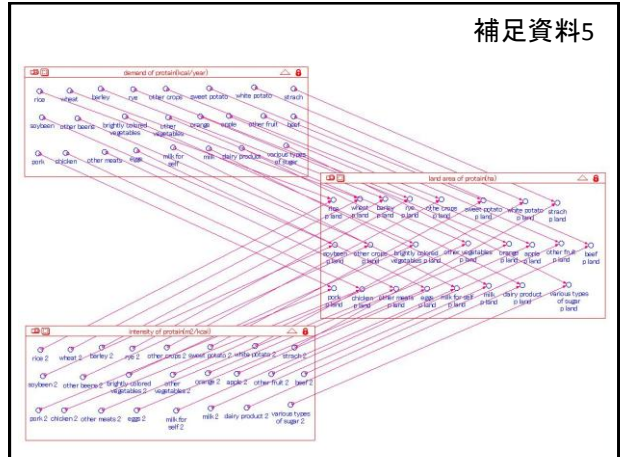 補足資料5
demand of protain(kcal/year)
rice wheat barley rye other crops sweet potato white potato strach
soybeen other beens brightly colored vegetables other vegetables orange apple other fruit beef
pork chicken other meats eggs milk for self milk dairy product various types of sugar
land area of protain(ha)
rice p land wheat p land barley p land rye p land othe crops p land sweet potato p land white potato p land strach p land
soybeen p land other crops p land brightly colored vegetables p land other vegetables p land orange p land apple p land other fruit p land beef p land
pork p land chicken p land other meats p land eggs p land milk for self p land milk p land dairy product p land various types of sugar p land
intensity of protain(m2/kcal)
rice 2 wheat 2 barley 2 rye 2 other crops 2 sweet potato 2 white potato 2 strach 2
soybeen 2 other beens 2 brightly colored vegetables 2 other vegetables 2 orange 2 apple 2 other fruit 2 beef 2
pork 2 chicken 2 other meats 2 eggs 2 milk for self 2 milk 2 dairy product 2 various types of sugar 2